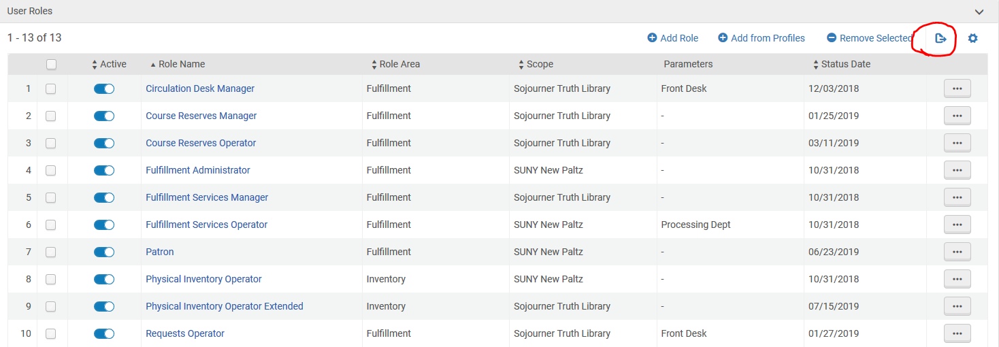 User Roles
1 - 13 of 13 Add Role Add from Profiles Remove Selected
Active Role Name Role Area Scope Parameters Status Date
1 Circulation Desk Manager Fulfillment Sojourner Truth Library Front Desk 12/03/2018
2 Course Reserves Manager Fulfillment Sojourner Truth Library - 01/25/2019
3 Course Reserves Operator Fulfillment Sojourner Truth Library - 03/11/2019
4 Fulfillment Administrator Fulfillment SUNY New Paltz - 10/31/2018
5 Fulfillment Services Manager Fulfillment Sojourner Truth Library - 10/31/2018
6 Fulfillment Services Operator Fulfillment SUNY New Paltz Processing Dept 10/31/2018
7 Patron Fulfillment SUNY New Paltz - 06/23/2019
8 Physical Inventory Operator Inventory SUNY New Paltz - 10/31/2018
9 Physical Inventory Operator Extended Inventory Sojourner Truth Library - 07/15/2019
10 Requests Operator Fulfillment Sojourner Truth Library Front Desk 01/27/2019